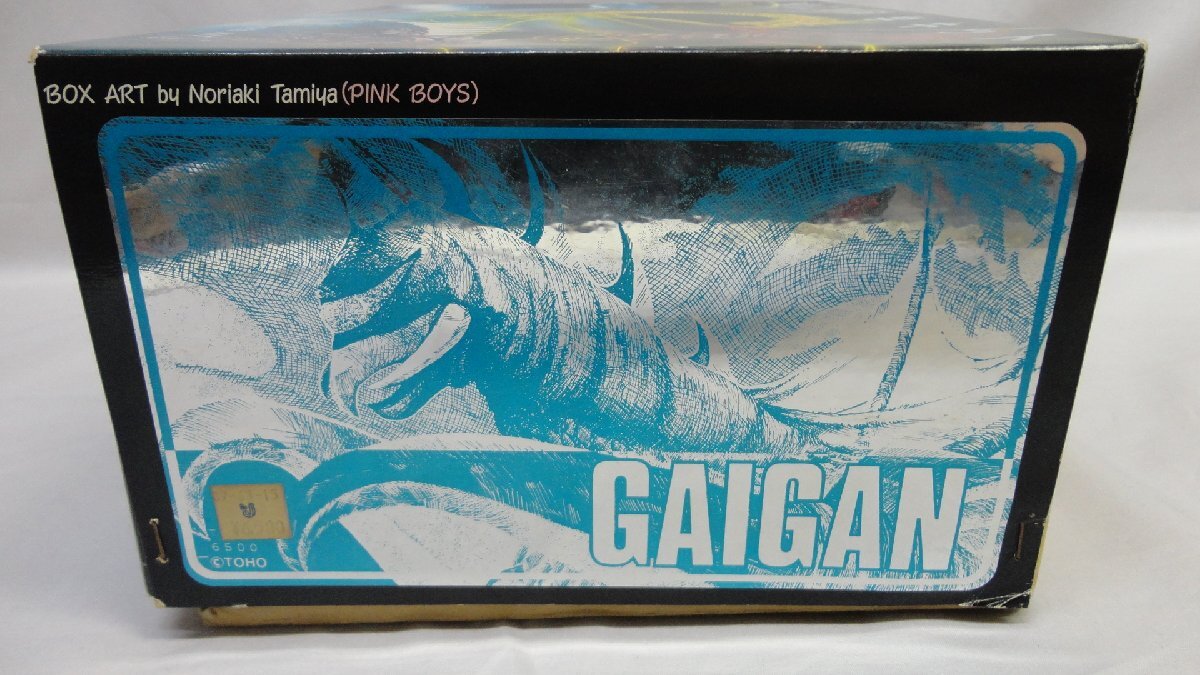 BOX ART by Noriaki Tamiya (PINK BOYS)
GAIGAN
6500
©TOHO